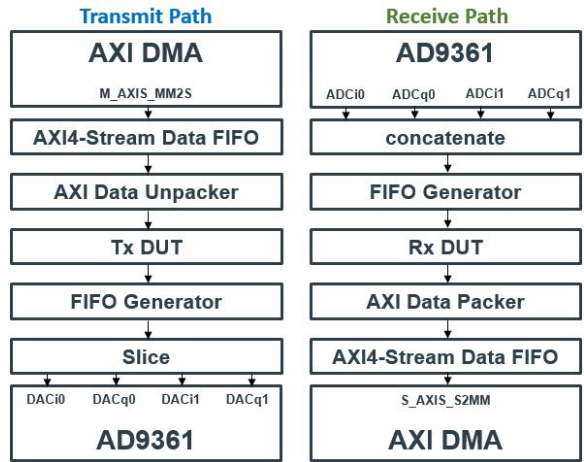 Transmit Path
AXI DMA
M_AXIS_MM2S
AXI4-Stream Data FIFO
AXI Data Unpacker
Tx DUT
FIFO Generator
Slice
DACi0 DACq0 DACi1 DACq1
AD9361
Receive Path
AD9361
ADCi0 ADCq0 ADCi1 ADCq1
concatenate
FIFO Generator
Rx DUT
AXI Data Packer
AXI4-Stream Data FIFO
S_AXIS_S2MM
AXI DMA